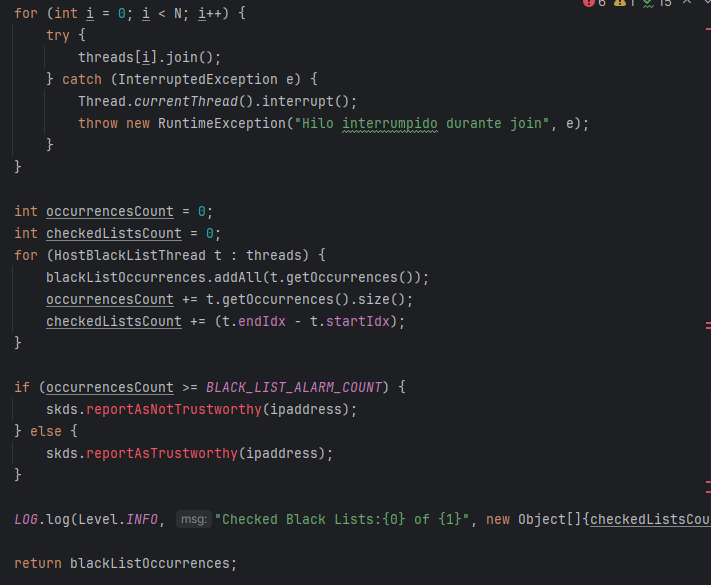 6 1 15
for (int i = 0; i < N; i++) {
try {
threads[i].join();
} catch (InterruptedException e) {
Thread.currentThread().interrupt();
throw new RuntimeException("Hilo interrumpido durante join", e);
}
}
int occurrencesCount = 0;
int checkedListsCount = 0;
for (HostBlackListThread t : threads) {
blackListOccurrences.addAll(t.getOccurrences());
occurrencesCount += t.getOccurrences().size();
checkedListsCount += (t.endIdx - t.startIdx);
}
if (occurrencesCount >= BLACK_LIST_ALARM_COUNT) {
skds.reportAsNotTrustworthy(ipaddress);
} else {
skds.reportAsTrustworthy(ipaddress);
}
LOG.log(Level.INFO, msg: "Checked Black Lists:{0} of {1}", new Object[]{checkedListsCou
return blackListOccurrences;